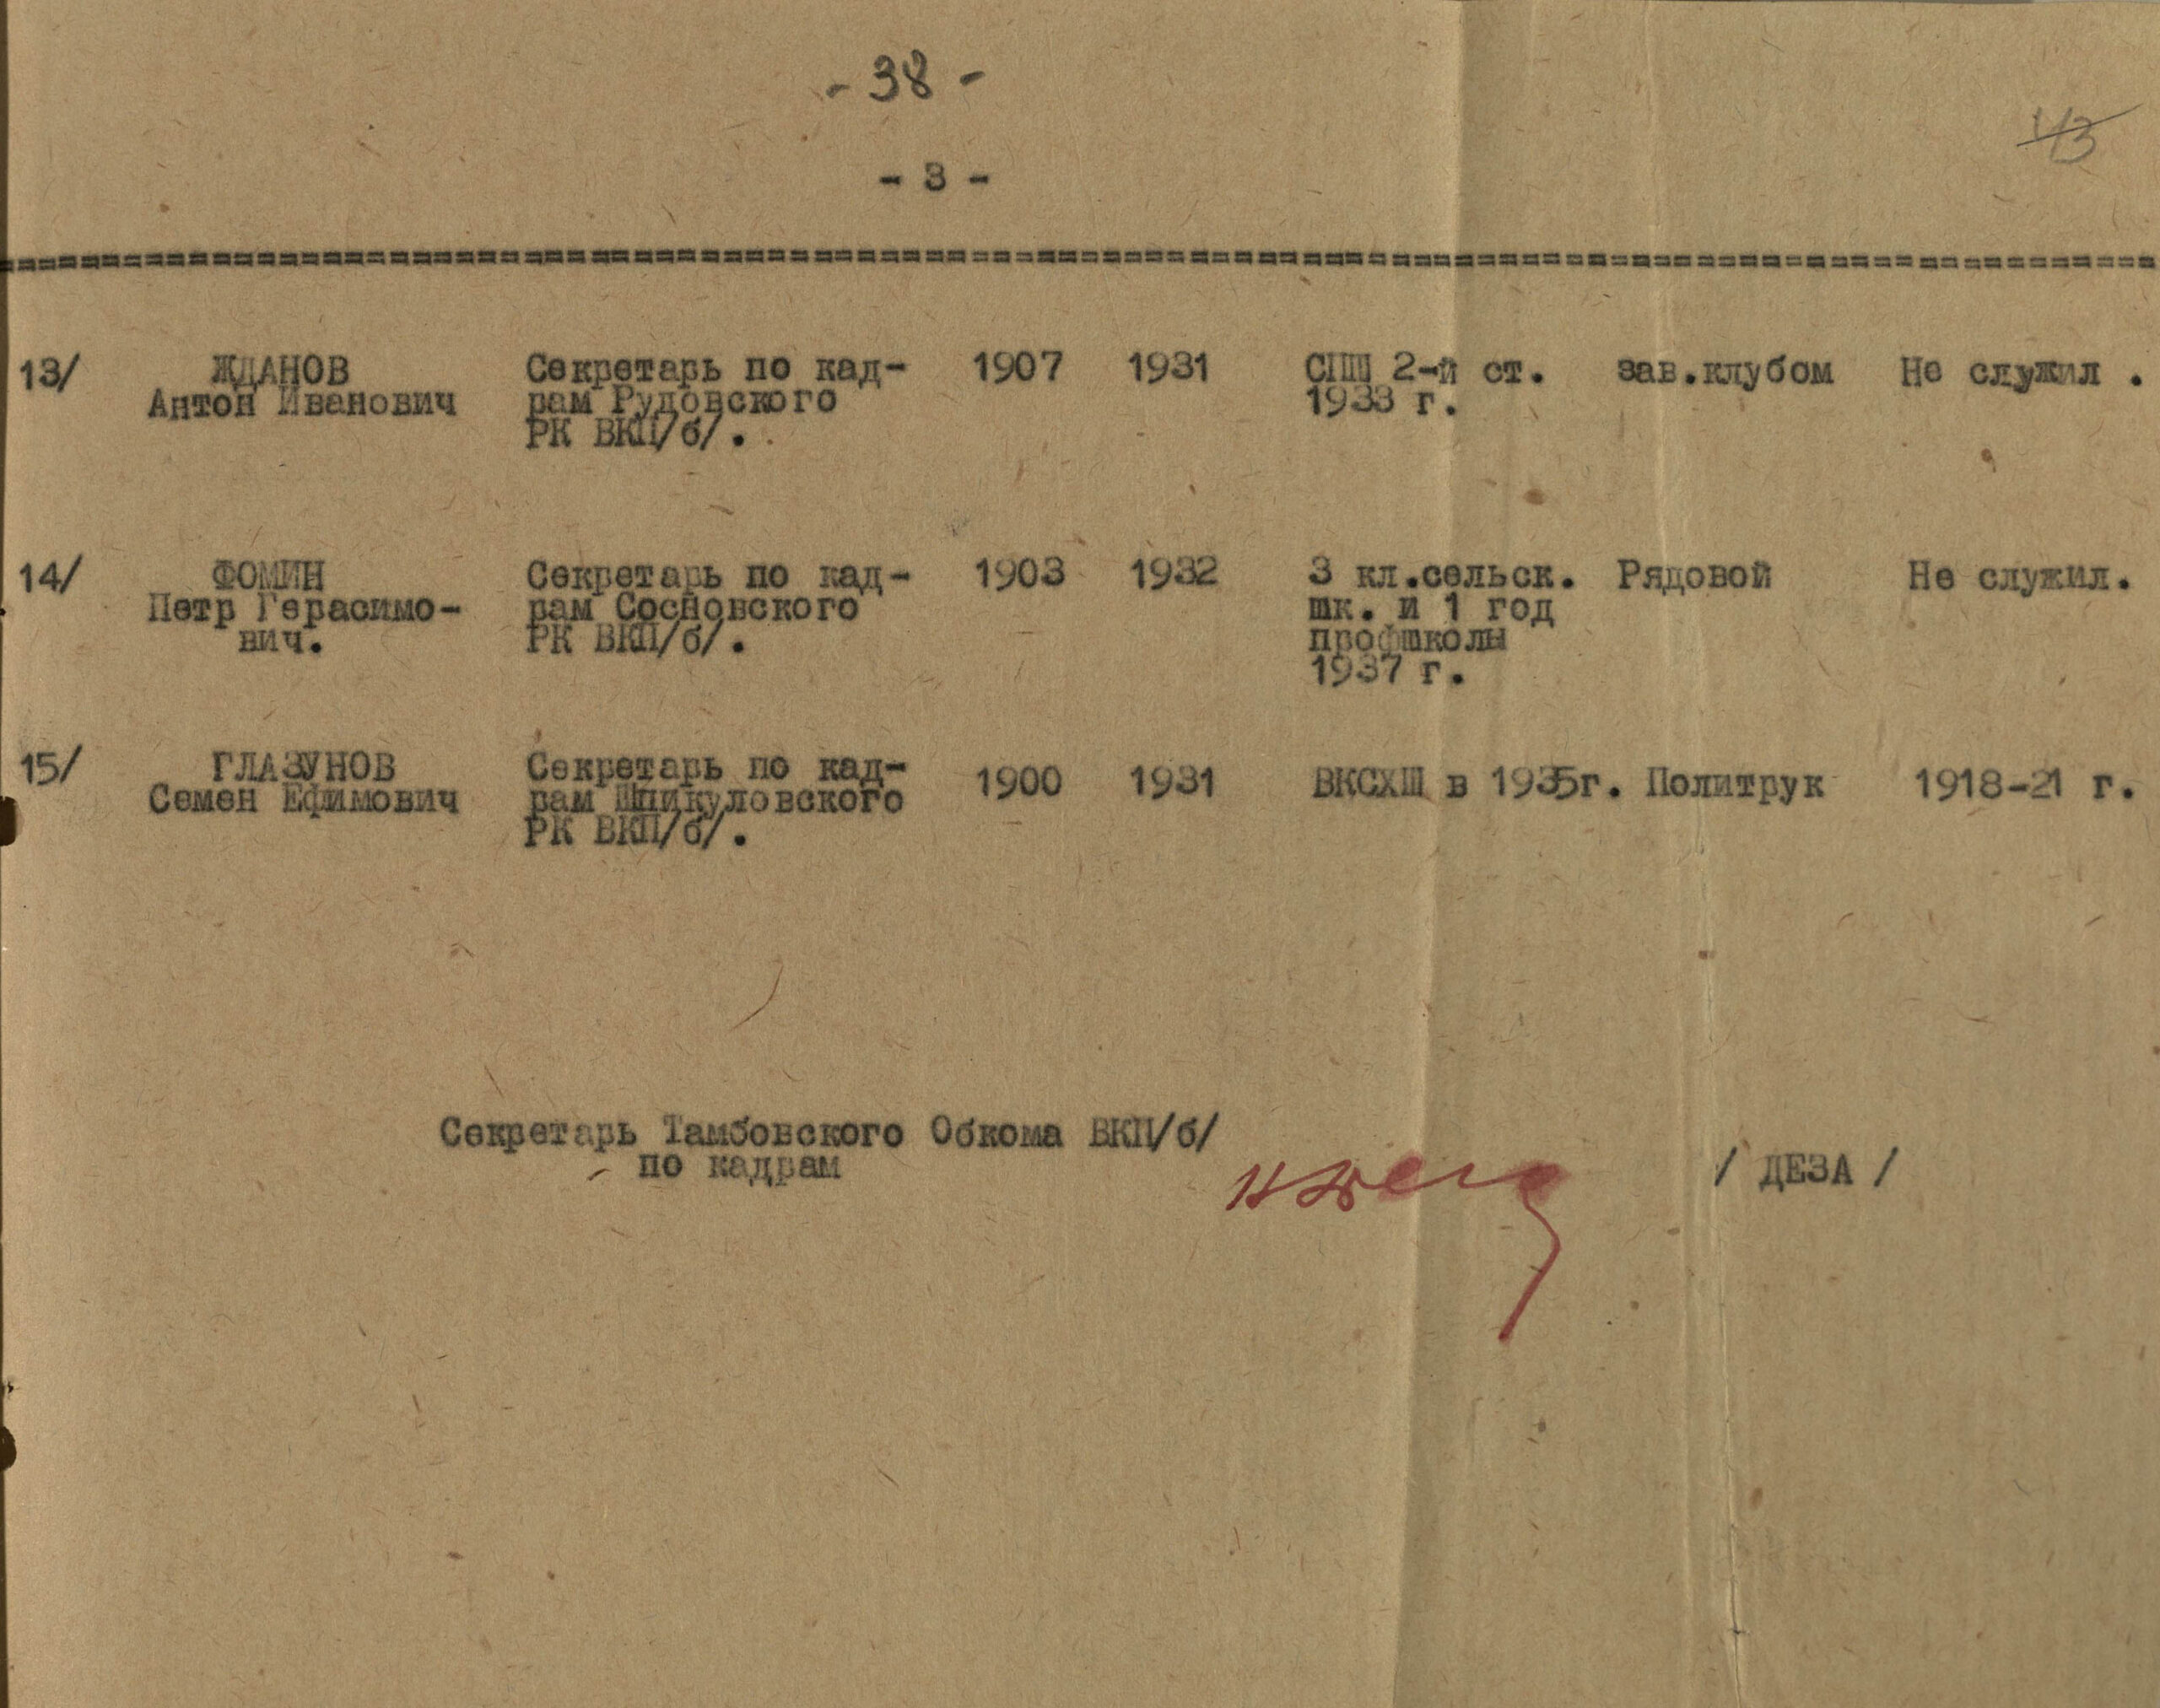 - 38 -
43
- 3 -
13/ ЖДАНОВ Секретарь по кад- 1907 1931 СПШ 2-й ст. зав.клубом Не служил .
Антон Иванович рам Рудовского 1933 г.
РК ВКП/б/.
14/ ФОМИН Секретарь по кад- 1903 1932 3 кл.сельск. Рядовой Не служил.
Петр Герасимо- рам Сосновского шк. и 1 год
вич. РК ВКП/б/. профшколы
1937 г.
15/ ГЛАЗУНОВ Секретарь по кад- 1900 1931 ВКСХШ в 1935г. Политрук 1918-21 г.
Семен Ефимович рам Шпикуловского
РК ВКП/б/.
Секретарь Тамбовского Обкома ВКП/б/
по кадрам / ДЕЗА /